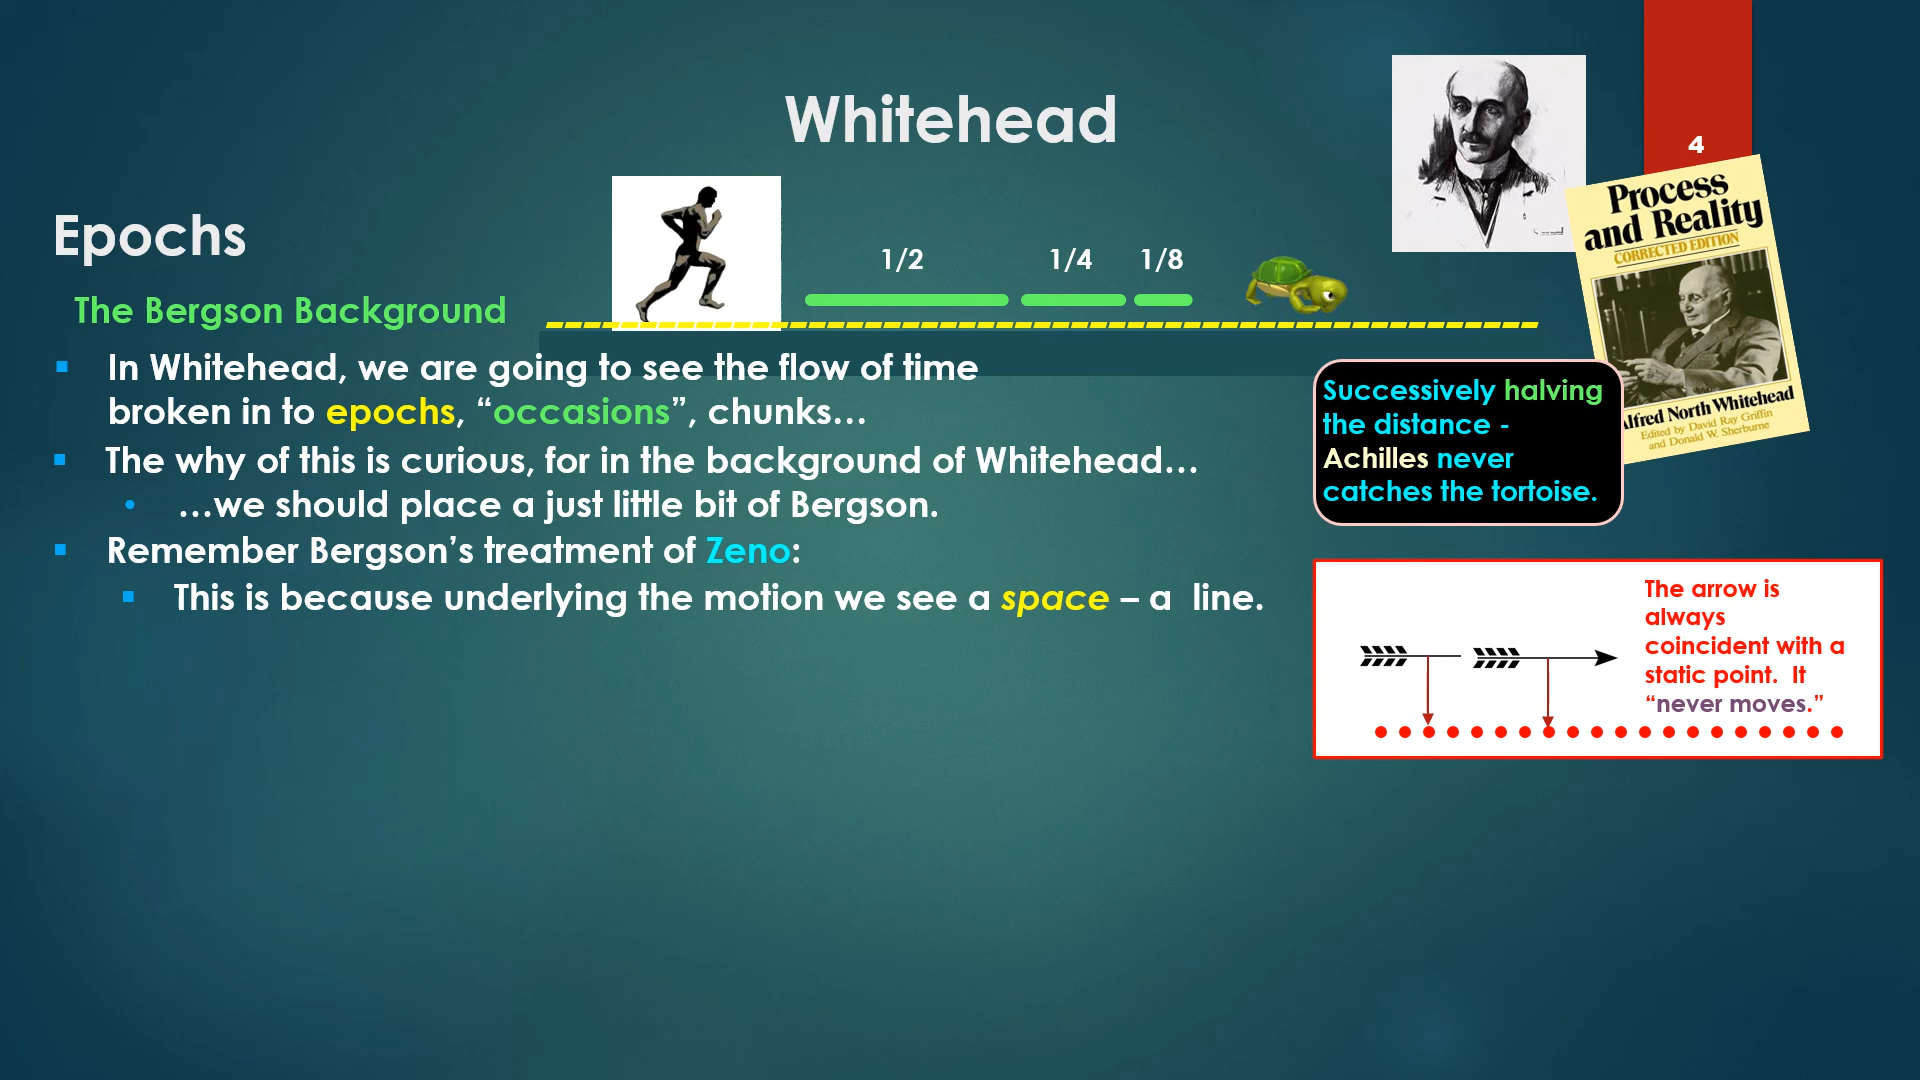 Whitehead
4
Epochs
The Bergson Background
1/2
1/4
1/8
Process
and Reality
CORRECTED EDITION
Alfred North Whitehead
Edited by David Ray Griffin
and Donald W. Sherburne
In Whitehead, we are going to see the flow of time
broken in to epochs, “occasions”, chunks…
The why of this is curious, for in the background of Whitehead…
…we should place a just little bit of Bergson.
Remember Bergson’s treatment of Zeno:
This is because underlying the motion we see a space – a line.
Successively halving
the distance -
Achilles never
catches the tortoise.
The arrow is
always
coincident with a
static point. It
“never moves.”